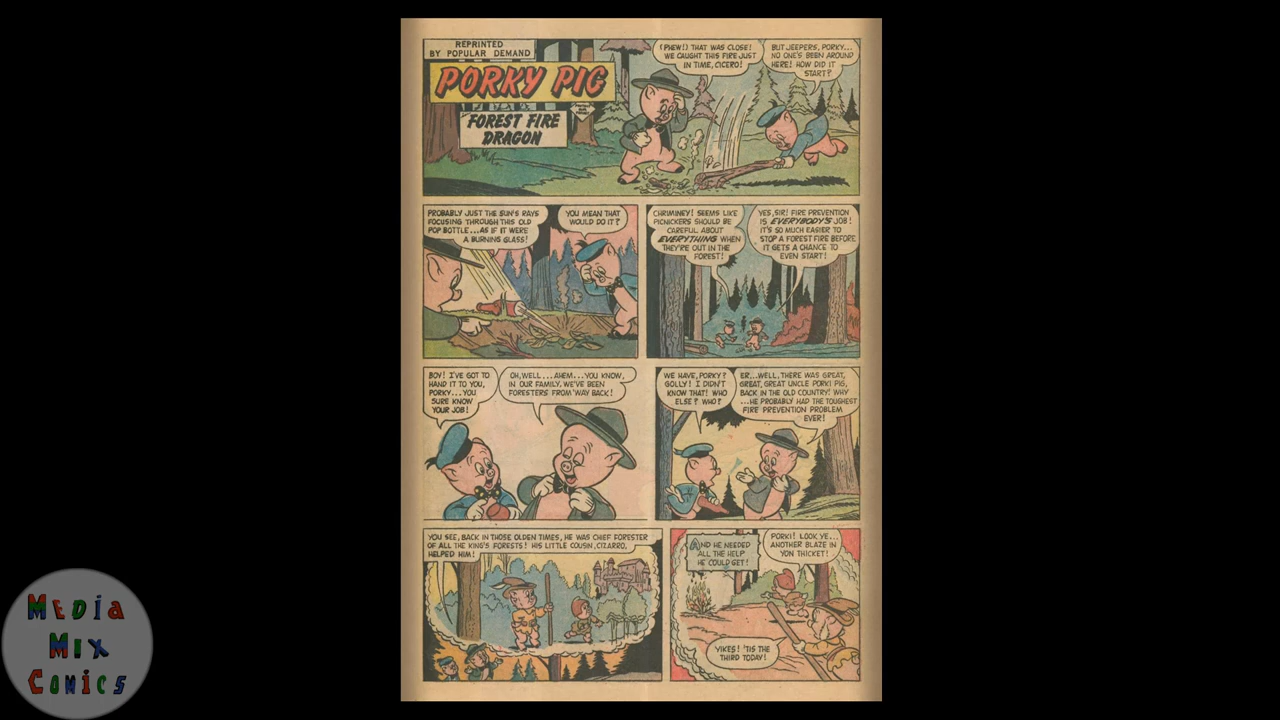 REPRINTED
BY POPULAR DEMAND
PORKY PIG
FOREST FIRE
DRAGON
(PHEW!) THAT WAS CLOSE!
WE CAUGHT THIS FIRE JUST
IN TIME, CICERO!
BUT JEEPERS, PORKY...
NO ONE'S BEEN AROUND
HERE! HOW DID IT
START?
PROBABLY JUST THE SUN'S RAYS
FOCUSING THROUGH THIS OLD
POP BOTTLE...AS IF IT WERE
A BURNING GLASS!
YOU MEAN THAT
WOULD DO IT?
CHRIMINEY! SEEMS LIKE
PICNICKERS SHOULD BE
CAREFUL ABOUT
EVERYTHING WHEN
THEY'RE OUT IN THE
FOREST!
YES, SIR! FIRE PREVENTION
IS EVERYBODY'S JOB!
IT'S SO MUCH EASIER TO
STOP A FOREST FIRE BEFORE
IT GETS A CHANCE TO
EVEN START!
BOY! I'VE GOT TO
HAND IT TO YOU,
PORKY...YOU
SURE KNOW
YOUR JOB!
OH, WELL...AHEM...YOU KNOW,
IN OUR FAMILY, WE'VE BEEN
FORESTERS FROM 'WAY BACK!
WE HAVE, PORKY?
GOLLY! I DIDN'T
KNOW THAT! WHO
ELSE? WHO?
ER...WELL, THERE WAS GREAT,
GREAT, GREAT UNCLE PORKI PIG,
BACK IN THE OLD COUNTRY! WHY
...HE PROBABLY HAD THE TOUGHEST
FIRE PREVENTION PROBLEM
EVER!
YOU SEE, BACK IN THOSE OLDEN TIMES, HE WAS CHIEF FORESTER
OF ALL THE KING'S FORESTS! HIS LITTLE COUSIN, CIZARRO,
HELPED HIM!
AND HE NEEDED
ALL THE HELP
HE COULD GET!
PORKI! LOOK YE...
ANOTHER BLAZE IN
YON THICKET!
YIKES! 'TIS THE
THIRD TODAY!
MEDIA
MIX
COMICS